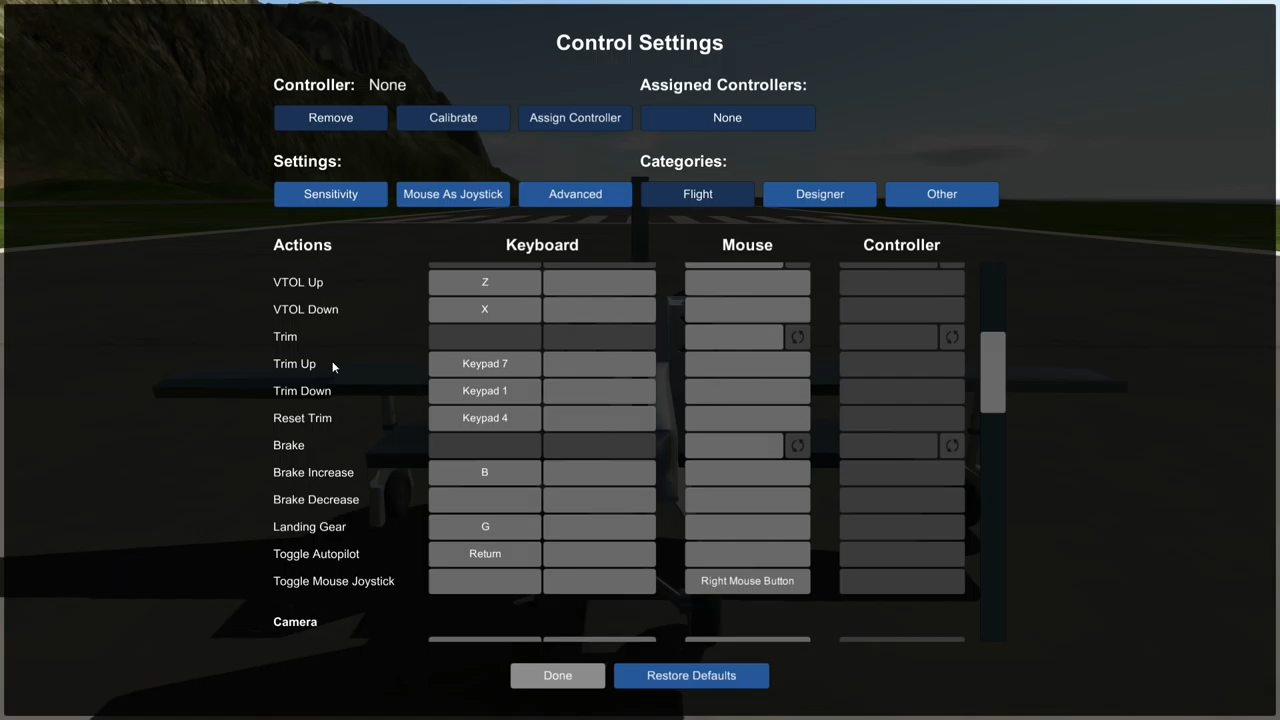 Control Settings
Controller: None
Assigned Controllers:
Remove
Calibrate
Assign Controller
None
Settings:
Categories:
Sensitivity
Mouse As Joystick
Advanced
Flight
Designer
Other
Actions
Keyboard
Mouse
Controller
VTOL Up
Z
VTOL Down
X
Trim
Trim Up
Keypad 7
Trim Down
Keypad 1
Reset Trim
Keypad 4
Brake
Brake Increase
B
Brake Decrease
Landing Gear
G
Toggle Autopilot
Return
Toggle Mouse Joystick
Right Mouse Button
Camera
Done
Restore Defaults